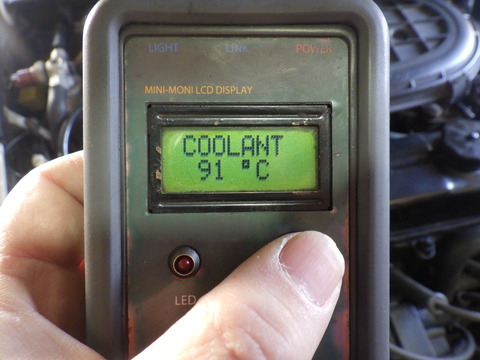 LIGHT LINK POWER
MINI-MONI LCD DISPLAY
COOLANT
91 °C
LED